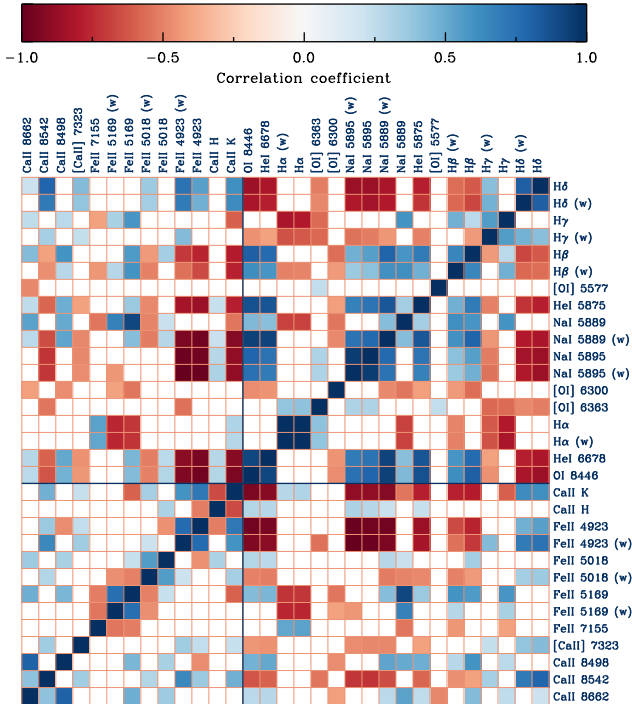 -1.0 -0.5 0.0 0.5 1.0
Correlation coefficient
CaII 8662
CaII 8542
CaII 8498
[CaII] 7323
FeII 7155
FeII 5169 (w)
FeII 5169
FeII 5018 (w)
FeII 5018
FeII 4923 (w)
FeII 4923
CaII H
CaII K
OI 8446
HeI 6678
Hα (w)
Hα
[OI] 6363
[OI] 6300
NaI 5895 (w)
NaI 5895
NaI 5889 (w)
NaI 5889
HeI 5875
[OI] 5577
Hβ (w)
Hβ
Hγ (w)
Hγ
Hδ (w)
Hδ
Hδ
Hδ (w)
Hγ
Hγ (w)
Hβ
Hβ (w)
[OI] 5577
HeI 5875
NaI 5889
NaI 5889 (w)
NaI 5895
NaI 5895 (w)
[OI] 6300
[OI] 6363
Hα
Hα (w)
HeI 6678
OI 8446
CaII K
CaII H
FeII 4923
FeII 4923 (w)
FeII 5018
FeII 5018 (w)
FeII 5169
FeII 5169 (w)
FeII 7155
[CaII] 7323
CaII 8498
CaII 8542
CaII 8662